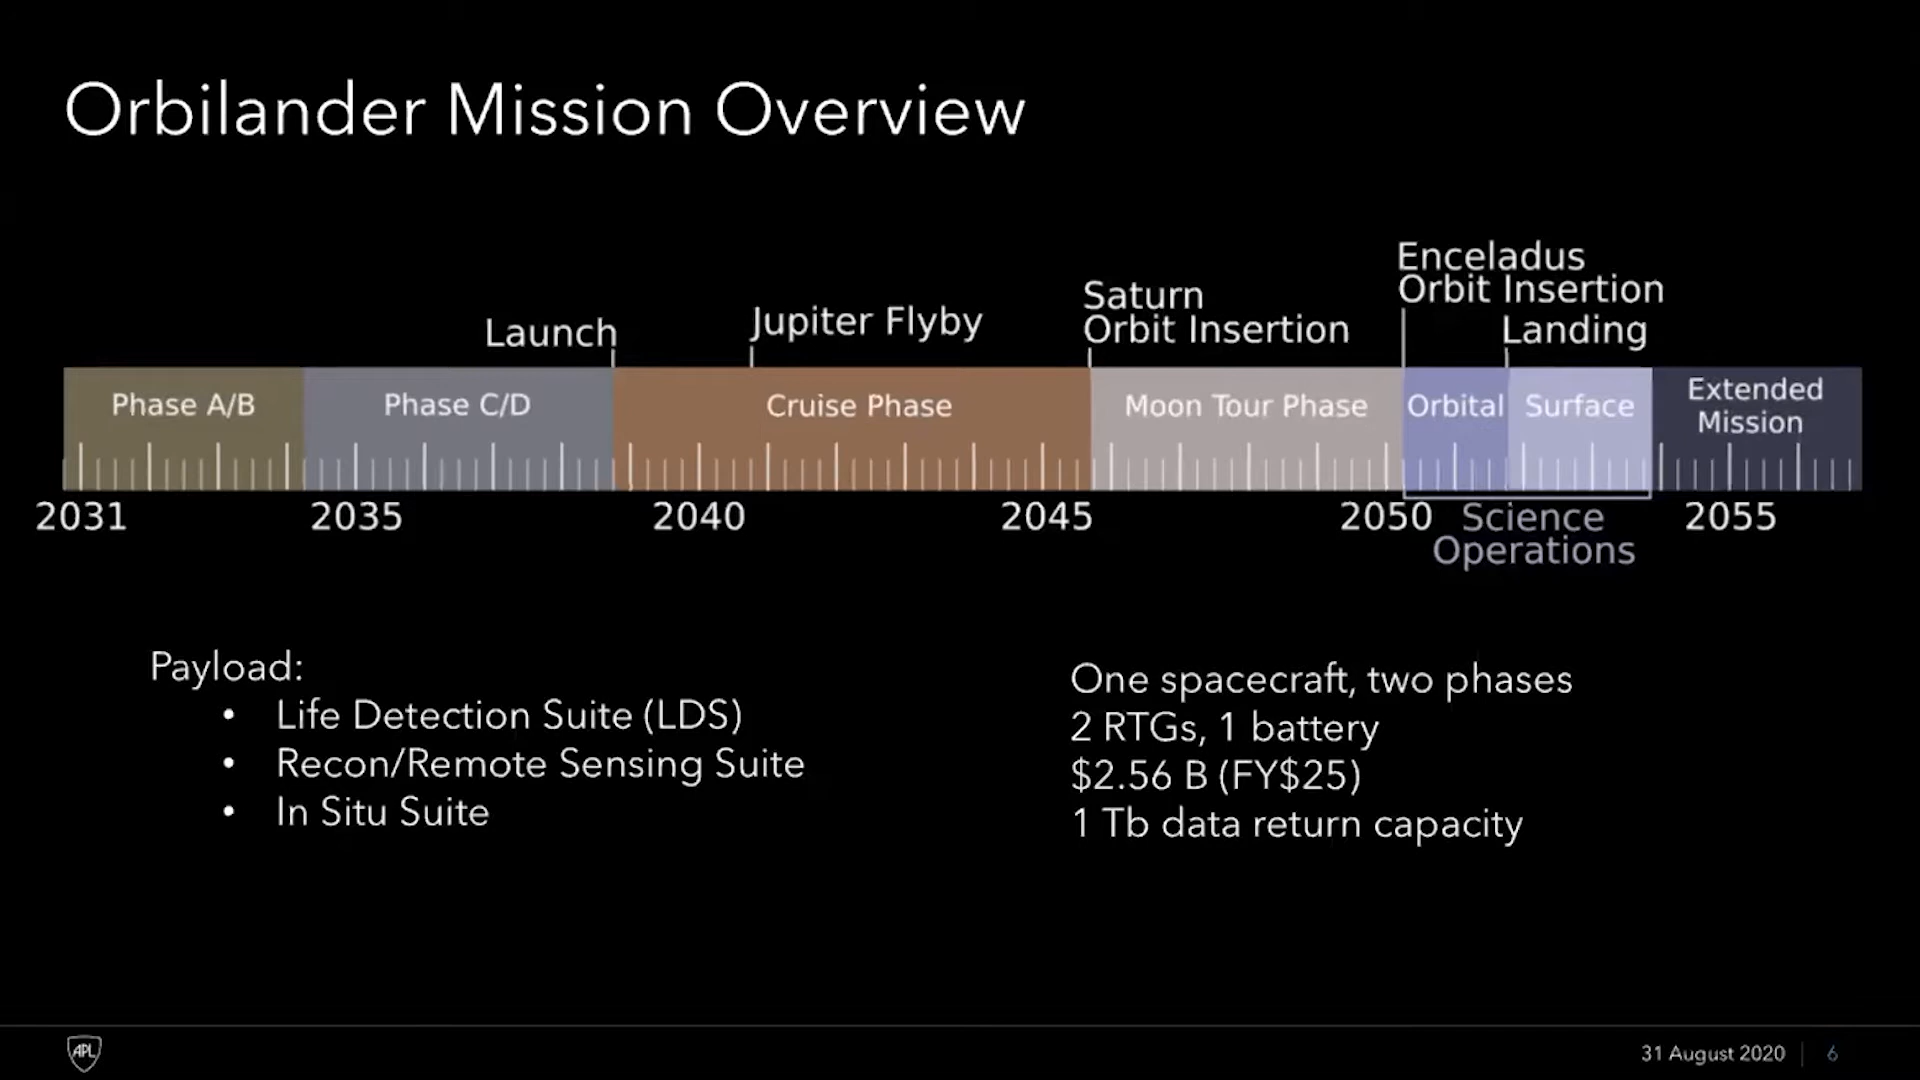 Orbilander Mission Overview
Enceladus
Orbit Insertion
Saturn
Orbit Insertion
Launch
Jupiter Flyby
Landing
Phase A/B
Phase C/D
Cruise Phase
Moon Tour Phase
Orbital
Surface
Extended
Mission
2031
2035
2040
2045
2050
2055
Science
Operations
Payload:
• Life Detection Suite (LDS)
• Recon/Remote Sensing Suite
• In Situ Suite
One spacecraft, two phases
2 RTGs, 1 battery
$2.56 B (FY$25)
1 Tb data return capacity
APL
31 August 2020
6